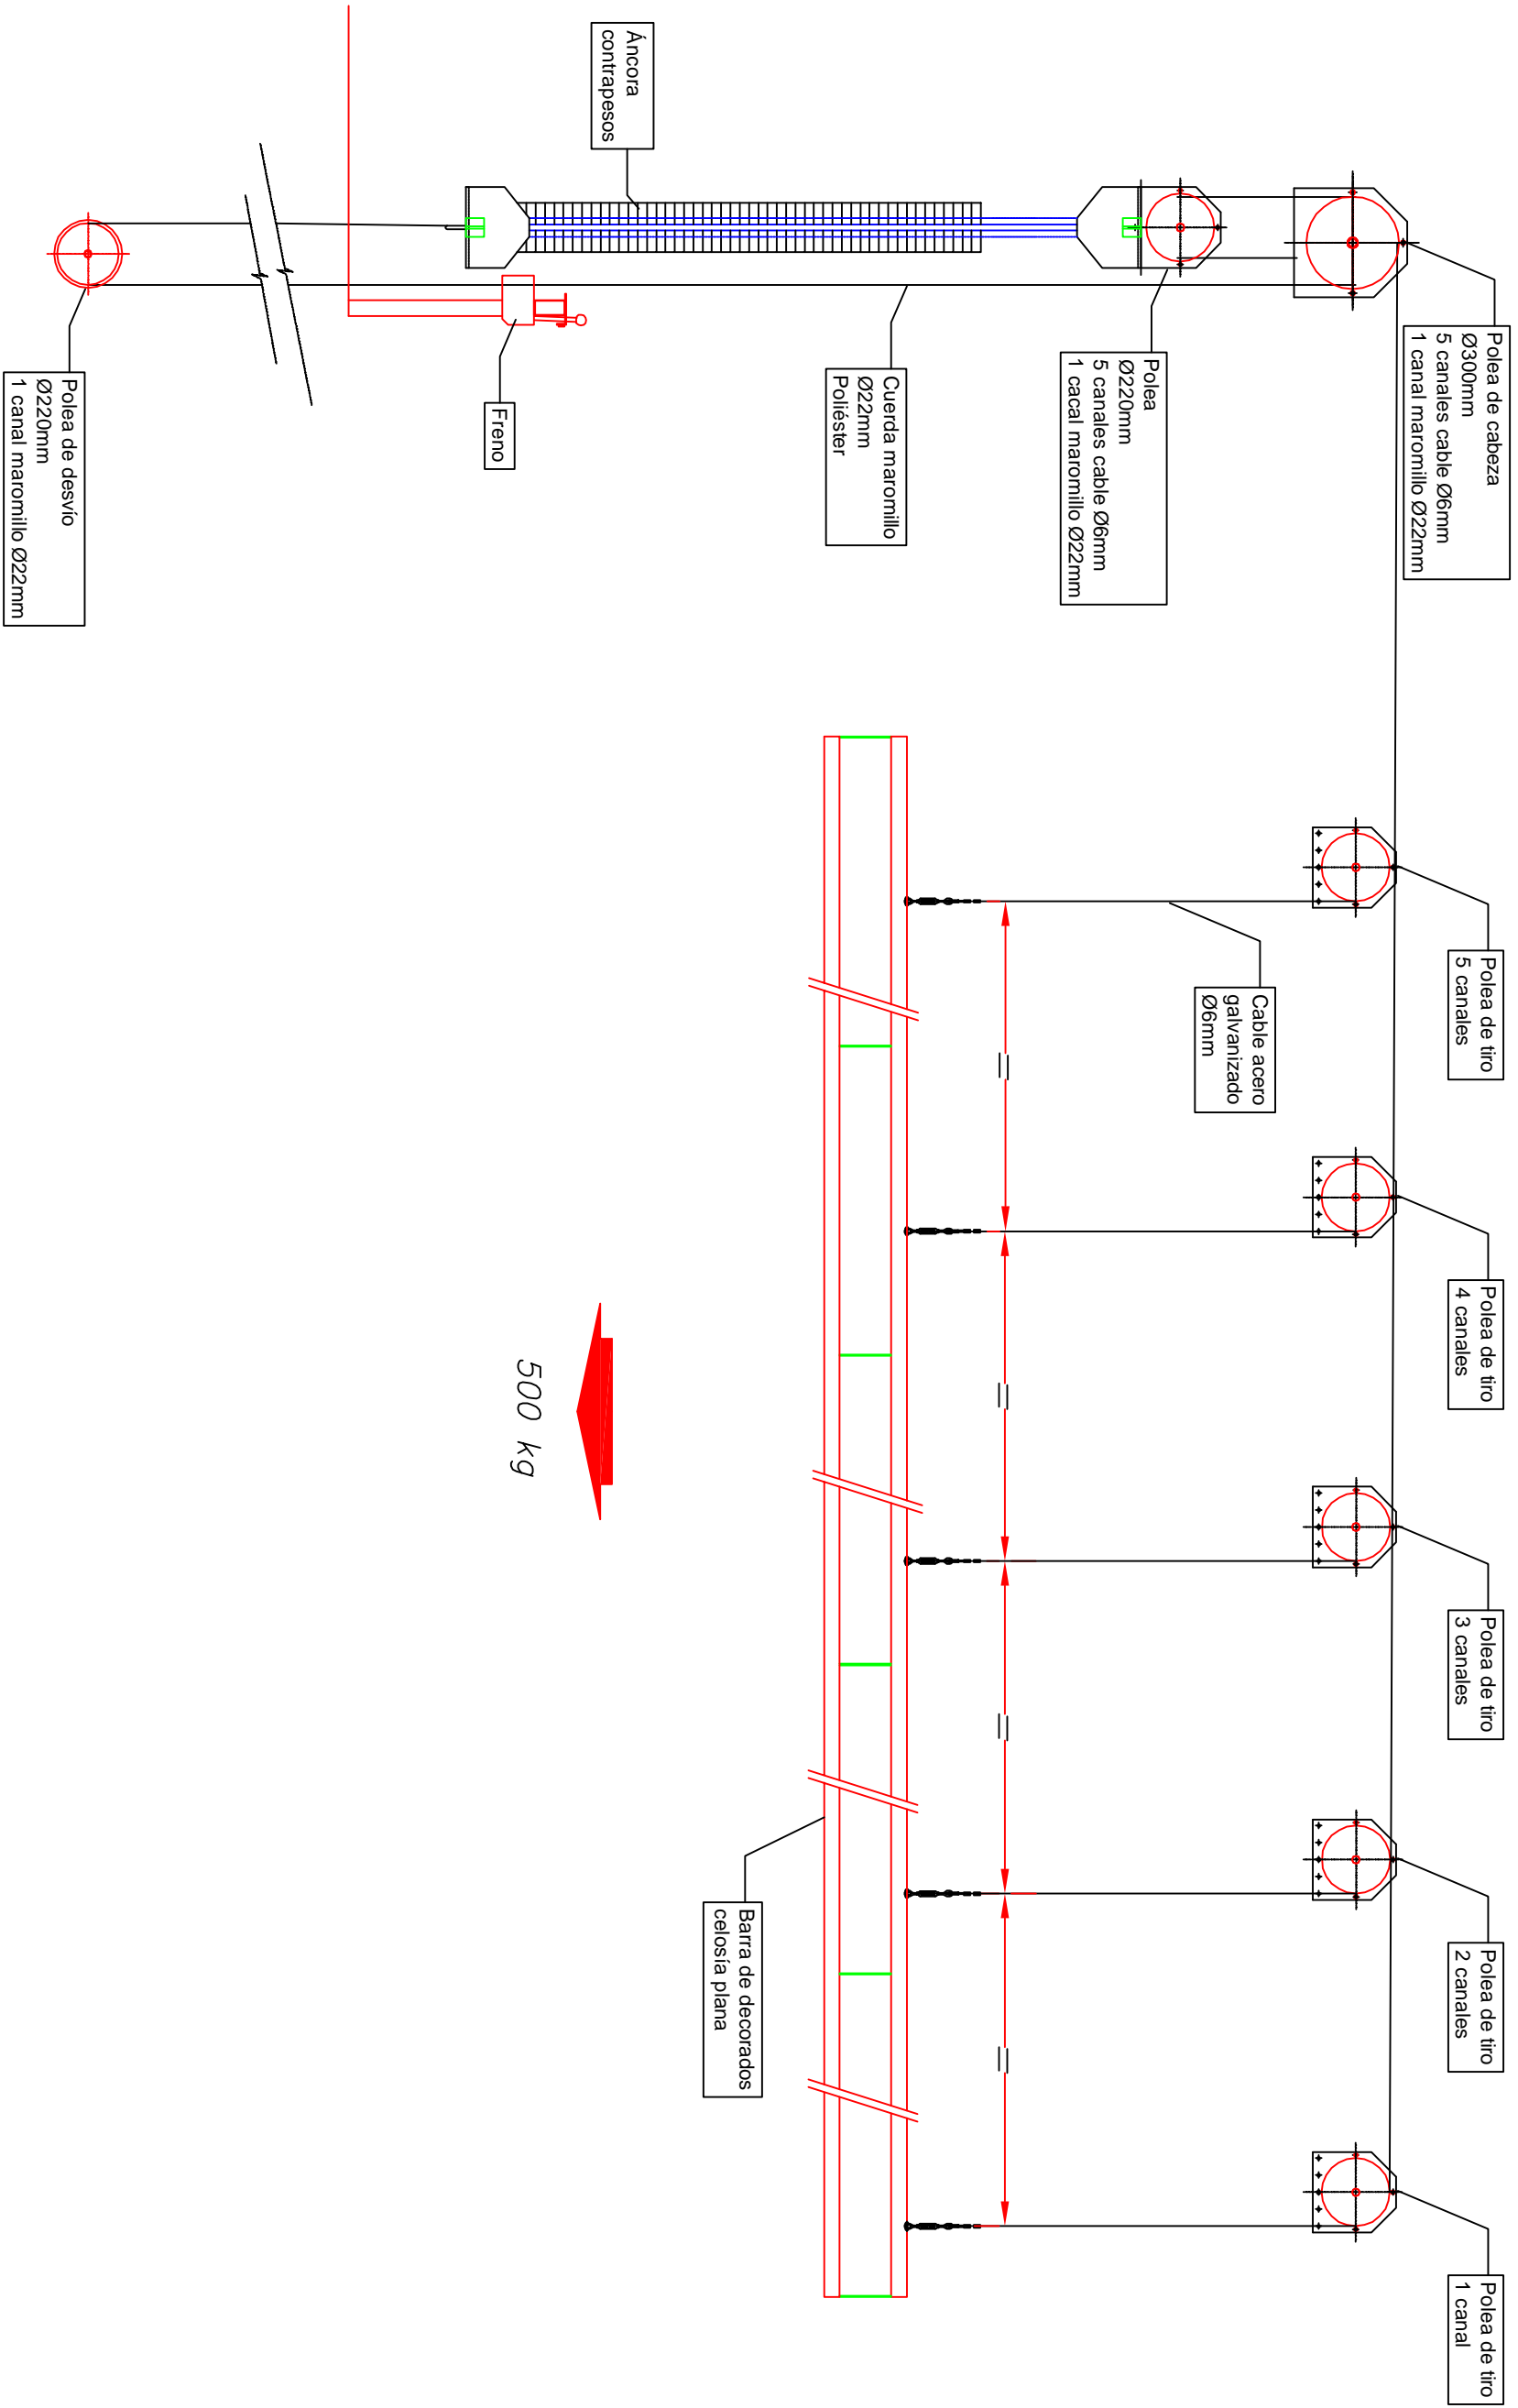 Polea de cabeza
Ø300mm
5 canales cable Ø6mm
1 canal maromillo Ø22mm
Polea de tiro
5 canales
Polea de tiro
4 canales
Polea de tiro
3 canales
Polea de tiro
2 canales
Polea de tiro
1 canal
Polea
Ø220mm
5 canales cable Ø6mm
1 cacal maromillo Ø22mm
Cable acero
galvanizado
Ø6mm
Cuerda maromillo
Ø22mm
Poliéster
Áncora
contrapesos
Barra de decorados
celosía plana
Freno
500 kg
Polea de desvío
Ø220mm
1 canal maromillo Ø22mm